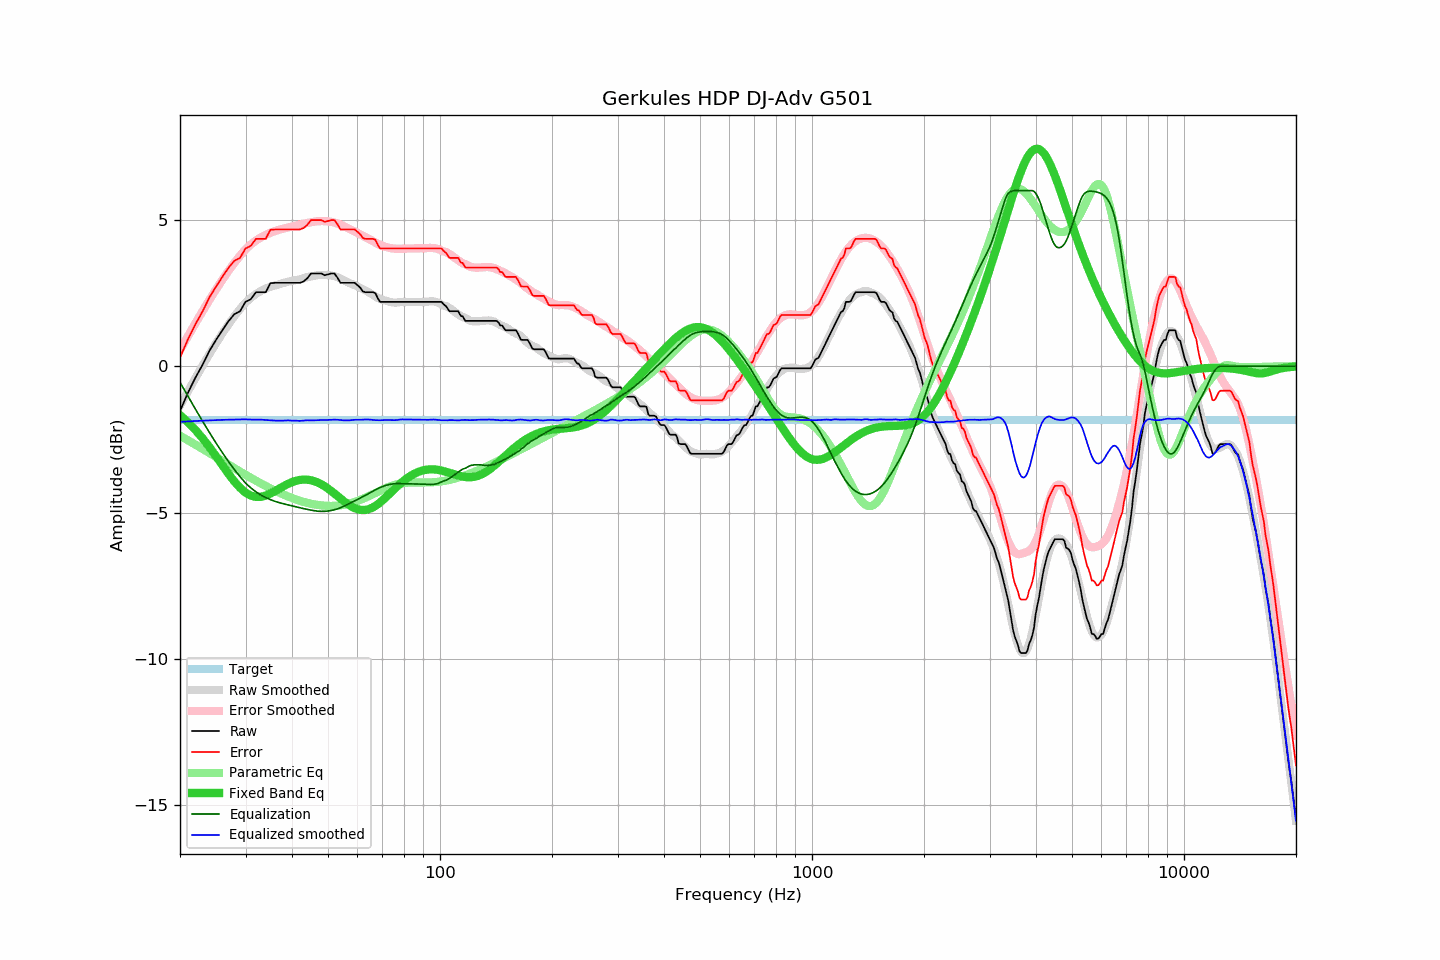 Gerkules HDP DJ-Adv G501
Amplitude (dBr)
5
0
−5
−10
−15
Target
Raw Smoothed
Error Smoothed
Raw
Error
Parametric Eq
Fixed Band Eq
Equalization
Equalized smoothed
100
1000
10000
Frequency (Hz)